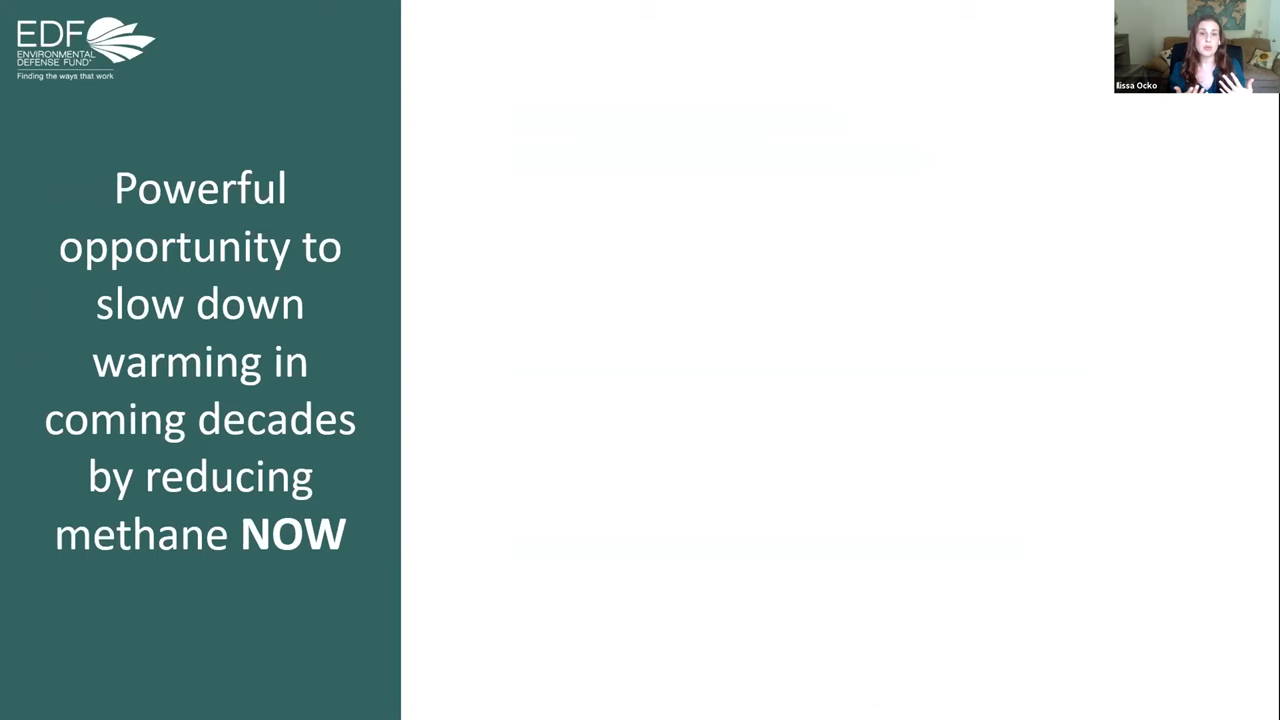 EDF
ENVIRONMENTAL
DEFENSE FUND®
Finding the ways that work
Powerful
opportunity to
slow down
warming in
coming decades
by reducing
methane NOW
Ilissa Ocko